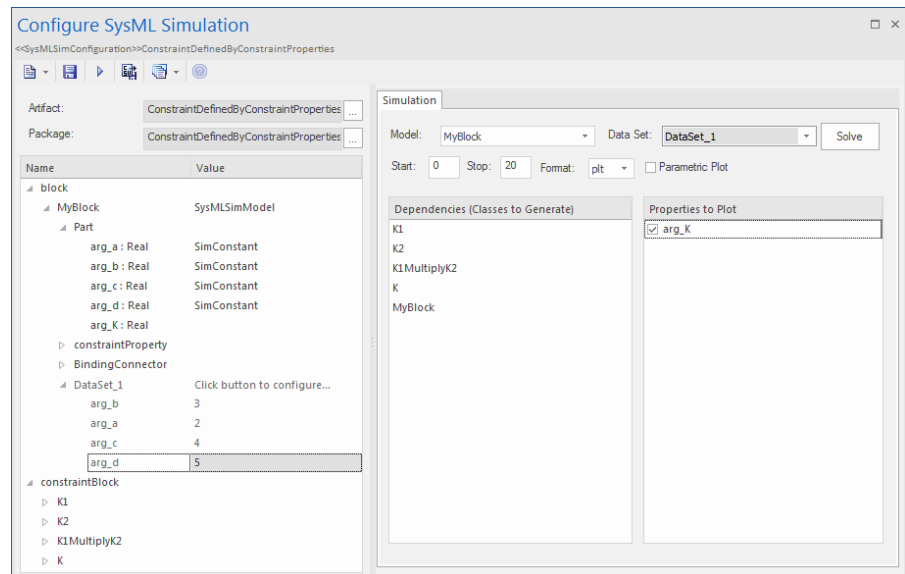 Configure SysML Simulation
<<SysMLSimConfiguration>>ConstraintDefinedByConstraintProperties
Artifact: ConstraintDefinedByConstraintProperties ...
Package: ConstraintDefinedByConstraintProperties ...
Name Value
block
MyBlock SysMLSimModel
Part
arg_a : Real SimConstant
arg_b : Real SimConstant
arg_c : Real SimConstant
arg_d : Real SimConstant
arg_K : Real
constraintProperty
BindingConnector
DataSet_1 Click button to configure...
arg_b 3
arg_a 2
arg_c 4
arg_d 5
constraintBlock
K1
K2
K1MultiplyK2
K
Simulation
Model: MyBlock Data Set: DataSet_1 Solve
Start: 0 Stop: 20 Format: plt Parametric Plot
Dependencies (Classes to Generate)
K1
K2
K1MultiplyK2
K
MyBlock
Properties to Plot
arg_K